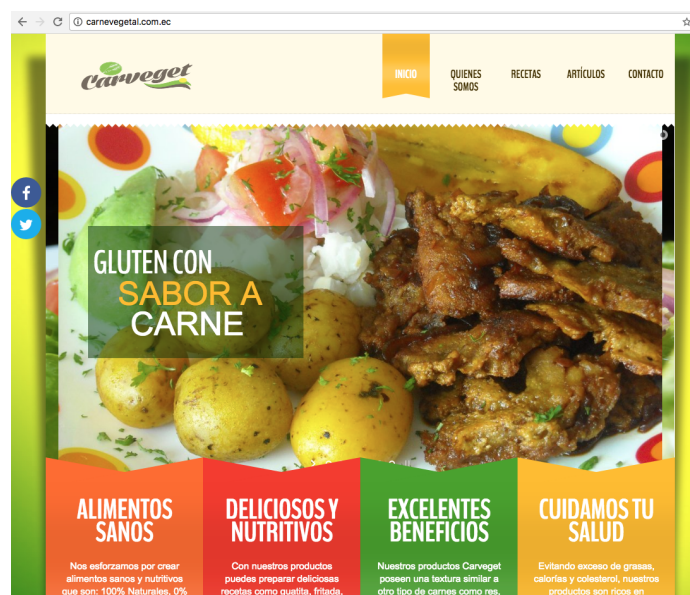 carnevegetal.com.ec
Carveget
INICIO
QUIENES
SOMOS
RECETAS
ARTÍCULOS
CONTACTO
GLUTEN CON
SABOR A
CARNE
ALIMENTOS
SANOS
Nos esforzamos por crear
alimentos sanos y nutritivos
que son: 100% Naturales, 0%
DELICIOSOS Y
NUTRITIVOS
Con nuestros productos
puedes preparar deliciosas
recetas como guatita, fritada,
EXCELENTES
BENEFICIOS
Nuestros productos Carveget
poseen una textura similar a
otro tipo de carnes como res,
CUIDAMOS TU
SALUD
Evitando exceso de grasas,
calorías y colesterol, nuestros
productos son ricos en